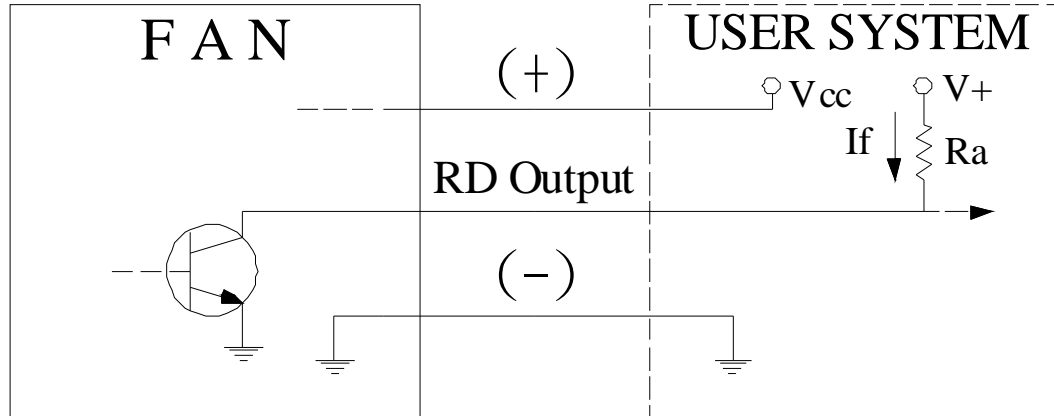 FAN
USER SYSTEM
(+)
Vcc
V+
If
Ra
RD Output
(-)